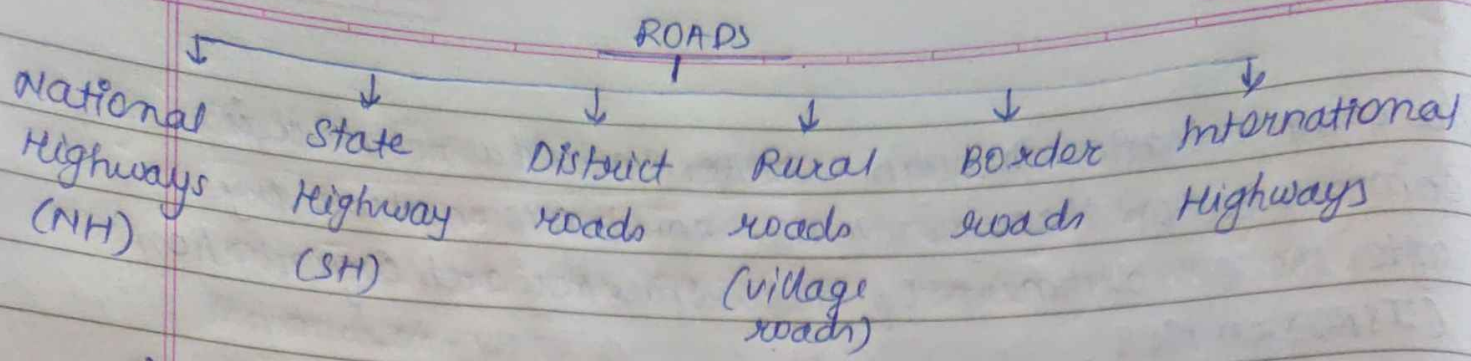 ROADS
National
Highways
(NH)
State
Highway
(SH)
District
roads
Rural
roads
(village
roads)
Border
roads
International
Highways